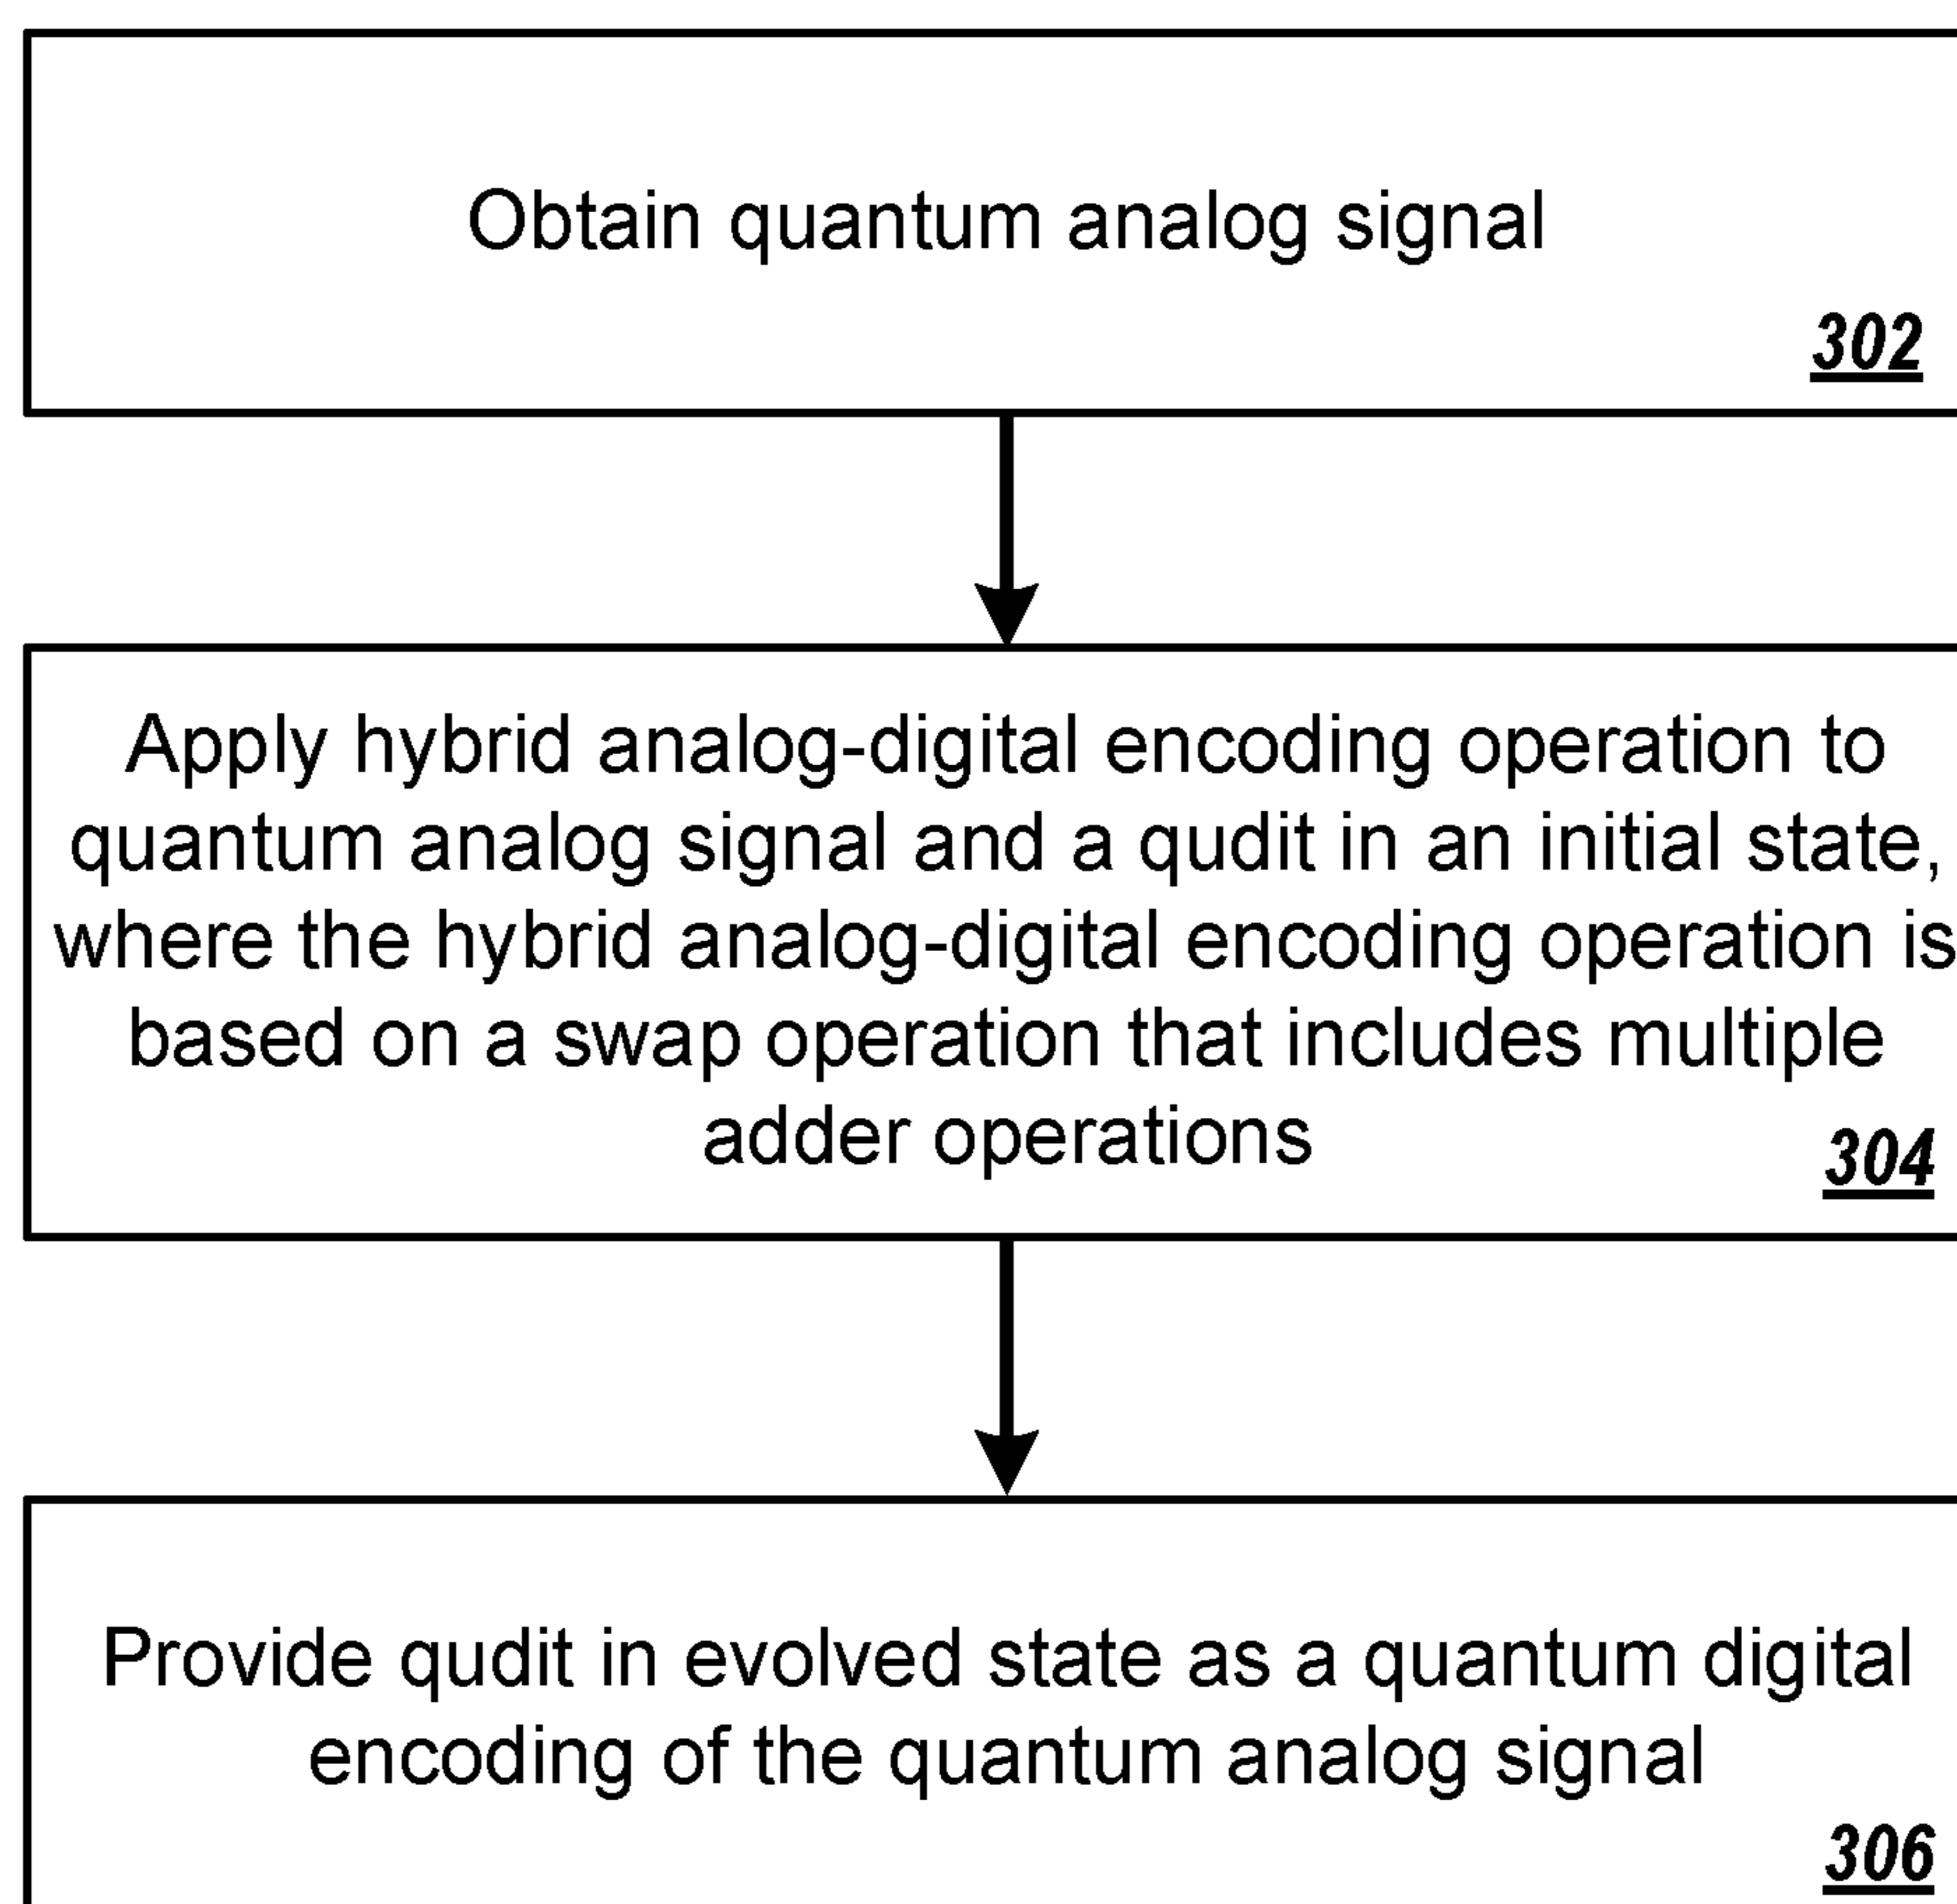 Obtain quantum analog signal
302
Apply hybrid analog-digital encoding operation to
quantum analog signal and a qudit in an initial state,
where the hybrid analog-digital encoding operation is
based on a swap operation that includes multiple
adder operations
304
Provide qudit in evolved state as a quantum digital
encoding of the quantum analog signal
306